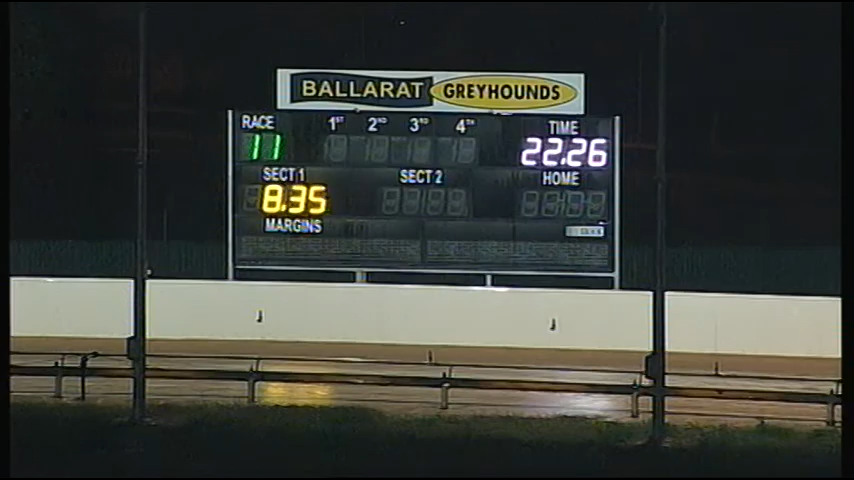 BALLARAT GREYHOUNDS
RACE 1ST 2ND 3RD 4TH TIME
11 22.26
SECT 1 SECT 2 HOME
8.35
MARGINS